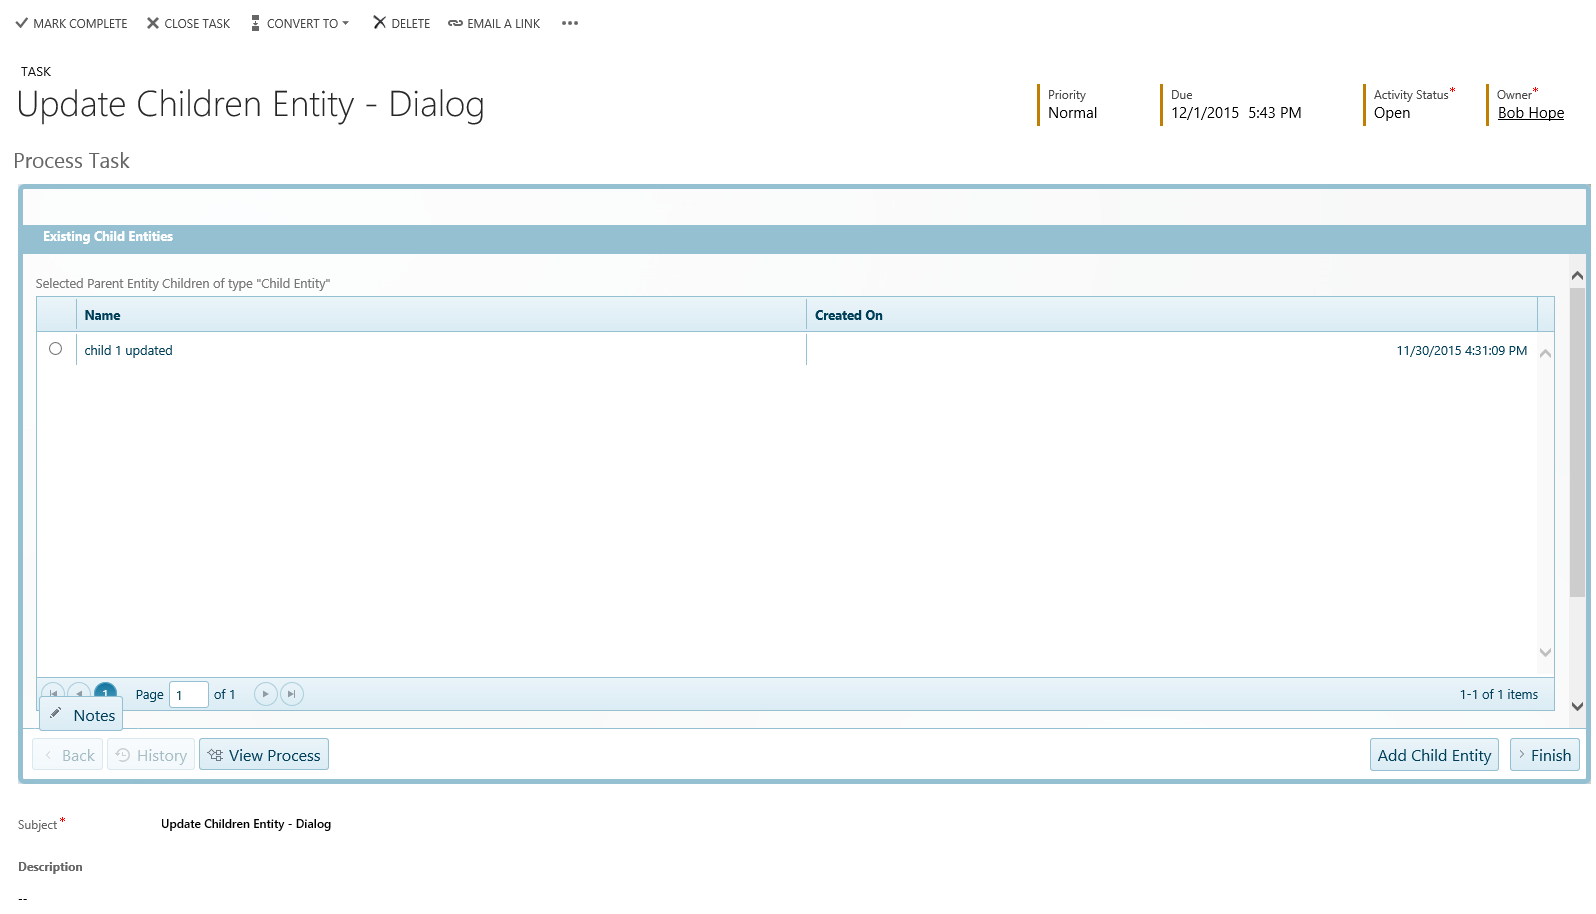 MARK COMPLETE CLOSE TASK CONVERT TO DELETE EMAIL A LINK •••
TASK
Update Children Entity - Dialog
Priority Due Activity Status* Owner*
Normal 12/1/2015 5:43 PM Open Bob Hope
Process Task
Existing Child Entities
Selected Parent Entity Children of type "Child Entity"
Name Created On
child 1 updated 11/30/2015 4:31:09 PM
1 Page 1 of 1 1-1 of 1 items
Notes
Back History View Process Add Child Entity Finish
Subject* Update Children Entity - Dialog
Description
--